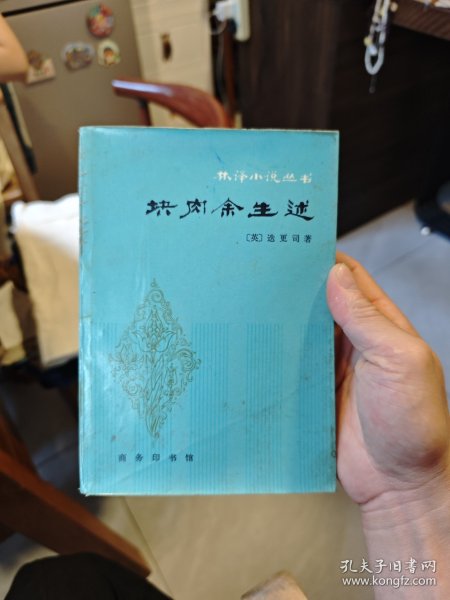 林译小说丛书
块肉余生述
〔英〕迭更司著
商务印书馆
孔夫子旧书网
www.kongfz.com